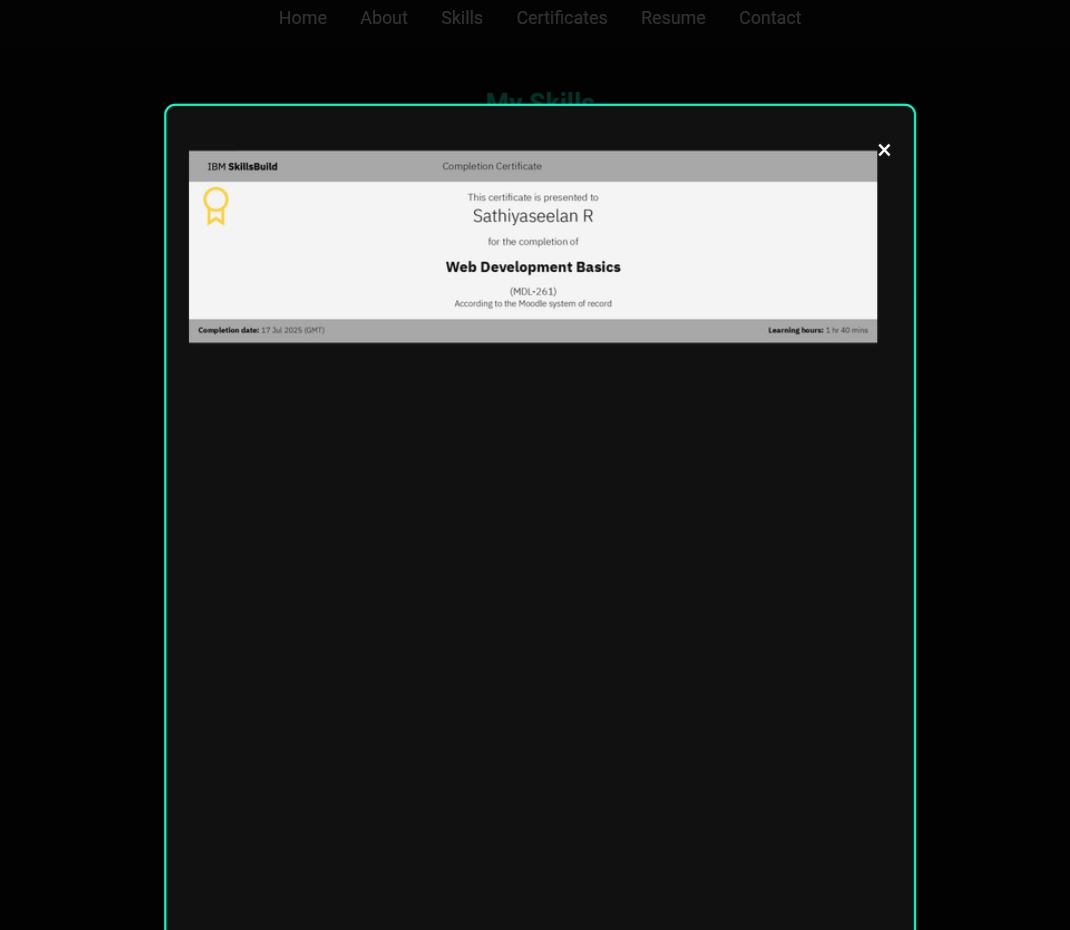 Home About Skills Certificates Resume Contact
My Skills
×
IBM SkillsBuild Completion Certificate
This certificate is presented to
Sathiyaseelan R
for the completion of
Web Development Basics
(MDL-261)
According to the Moodle system of record
Completion date: 17 Jul 2025 (GMT) Learning hours: 1 hr 40 mins